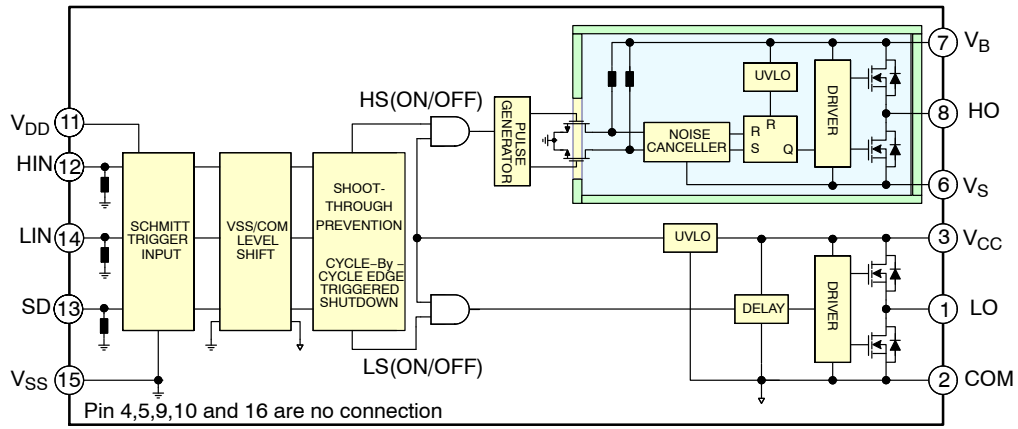 7
V_B
UVLO
HS(ON/OFF)
PULSE
GENERATOR
DRIVER
V_DD
11
8
HO
NOISE
CANCELLER
R
R
S
Q
HIN
12
SHOOT-
THROUGH
PREVENTION
6
V_S
SCHMITT
TRIGGER
INPUT
VSS/COM
LEVEL
SHIFT
LIN
14
UVLO
3
V_CC
CYCLE-By-
CYCLE EDGE
TRIGGERED
SHUTDOWN
DRIVER
SD
13
DELAY
1
LO
LS(ON/OFF)
V_SS
15
2
COM
Pin 4,5,9,10 and 16 are no connection